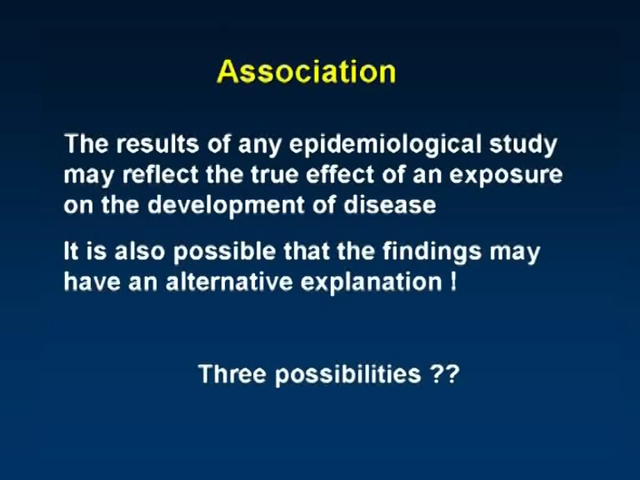 Association
The results of any epidemiological study
may reflect the true effect of an exposure
on the development of disease
It is also possible that the findings may
have an alternative explanation !
Three possibilities ??